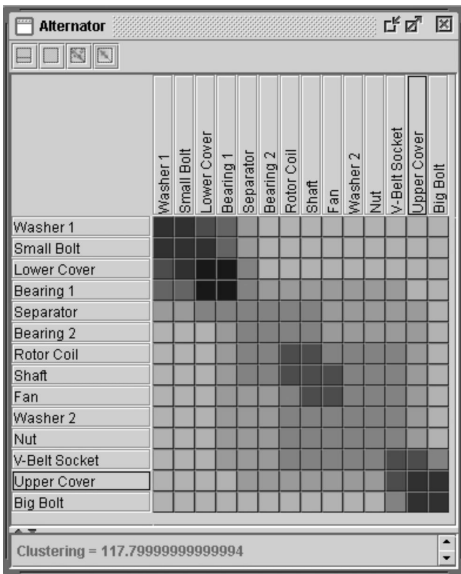 Alternator
Washer 1
Small Bolt
Lower Cover
Bearing 1
Separator
Bearing 2
Rotor Coil
Shaft
Fan
Washer 2
Nut
V-Belt Socket
Upper Cover
Big Bolt
Washer 1
Small Bolt
Lower Cover
Bearing 1
Separator
Bearing 2
Rotor Coil
Shaft
Fan
Washer 2
Nut
V-Belt Socket
Upper Cover
Big Bolt
Clustering = 117.79999999999994